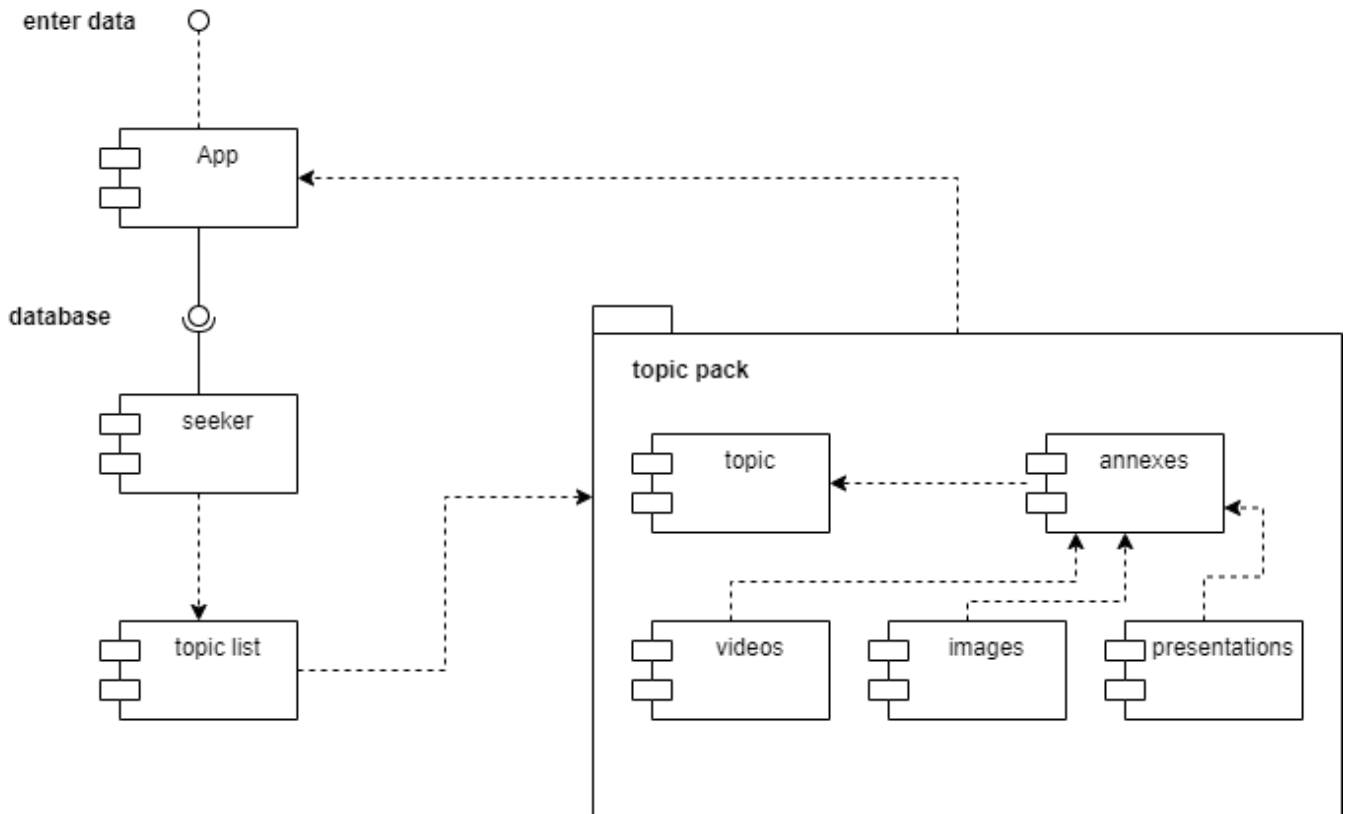 enter data
App
database
seeker
topic pack
topic
annexes
topic list
videos
images
presentations